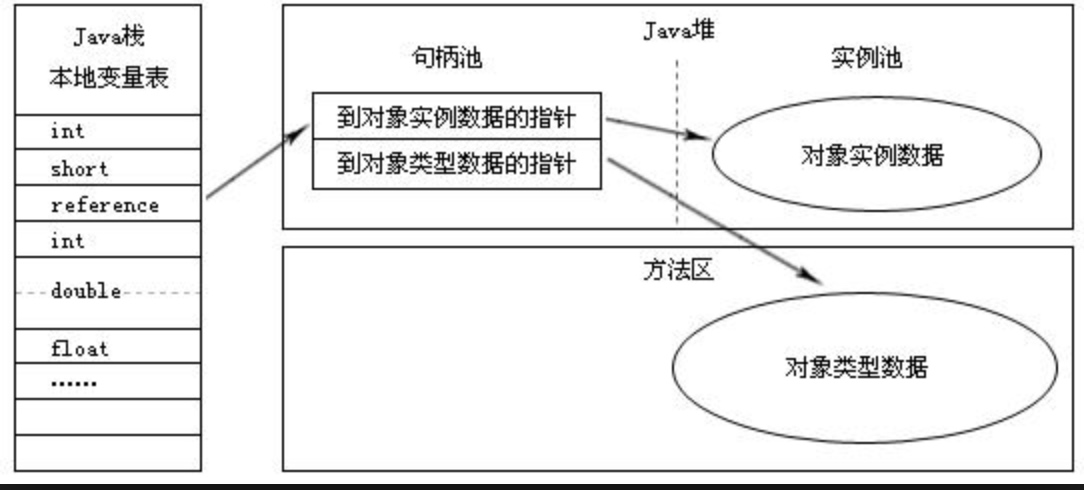 Java栈
本地变量表
int
short
reference
int
double
float
……
Java堆
句柄池
实例池
到对象实例数据的指针
到对象类型数据的指针
对象实例数据
方法区
对象类型数据